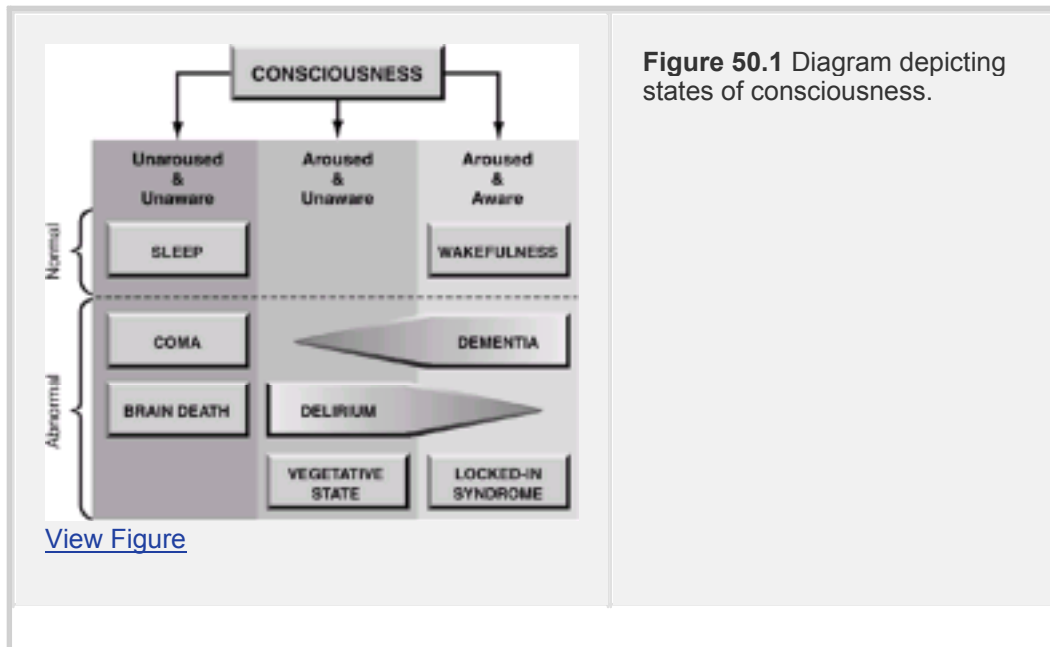 CONSCIOUSNESS
Unaroused
&
Unaware
Aroused
&
Unaware
Aroused
&
Aware
Normal
SLEEP
WAKEFULNESS
Abnormal
COMA
DEMENTIA
BRAIN DEATH
DELIRIUM
VEGETATIVE
STATE
LOCKED-IN
SYNDROME
View Figure
Figure 50.1 Diagram depicting
states of consciousness.